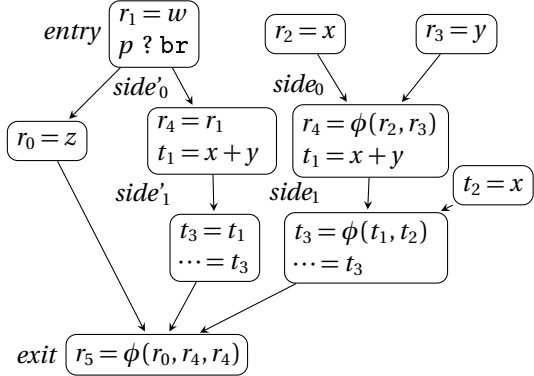 entry
r₁ = w
p ? br
r₂ = x
r₃ = y
side'₀
side₀
r₀ = z
r₄ = r₁
t₁ = x + y
r₄ = ϕ(r₂, r₃)
t₁ = x + y
side'₁
side₁
t₂ = x
t₃ = t₁
⋯ = t₃
t₃ = ϕ(t₁, t₂)
⋯ = t₃
exit
r₅ = ϕ(r₀, r₄, r₄)